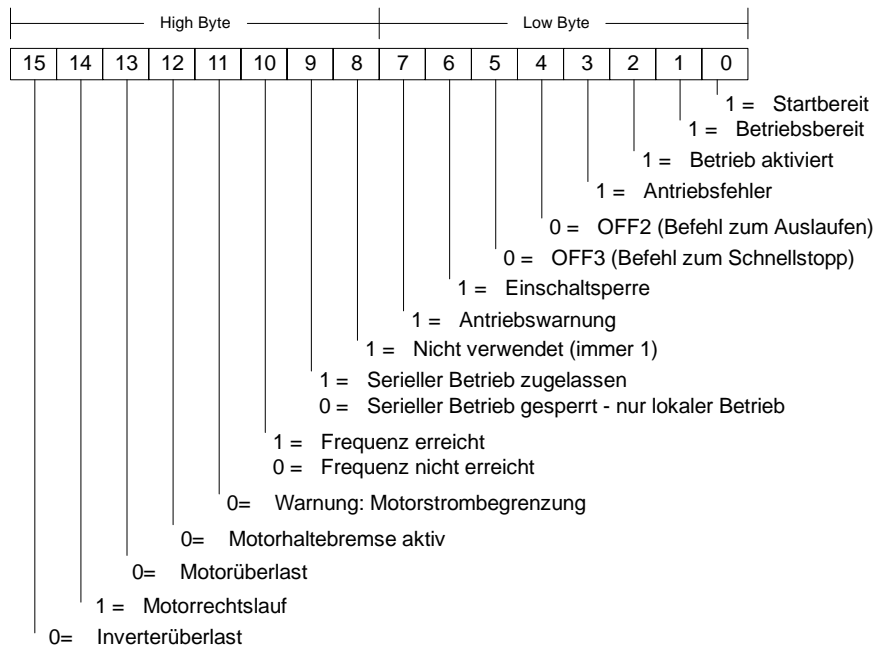 High Byte Low Byte
15 14 13 12 11 10 9 8 7 6 5 4 3 2 1 0
1 = Startbereit
1 = Betriebsbereit
1 = Betrieb aktiviert
1 = Antriebsfehler
0 = OFF2 (Befehl zum Auslaufen)
0 = OFF3 (Befehl zum Schnellstopp)
1 = Einschaltsperre
1 = Antriebswarnung
1 = Nicht verwendet (immer 1)
1 = Serieller Betrieb zugelassen
0 = Serieller Betrieb gesperrt - nur lokaler Betrieb
1 = Frequenz erreicht
0 = Frequenz nicht erreicht
0= Warnung: Motorstrombegrenzung
0= Motorhaltebremse aktiv
0= Motorüberlast
1 = Motorrechtslauf
0= Inverterüberlast